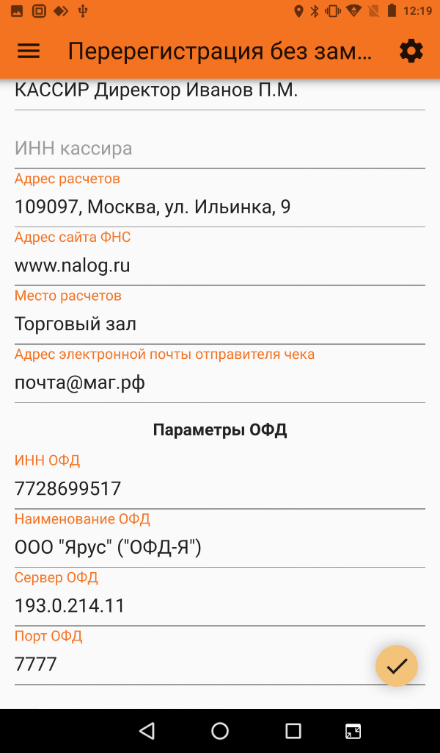 12:19
Перерегистрация без зам...
КАССИР Директор Иванов П.М.
ИНН кассира
Адрес расчетов
109097, Москва, ул. Ильинка, 9
Адрес сайта ФНС
www.nalog.ru
Место расчетов
Торговый зал
Адрес электронной почты отправителя чека
почта@маг.рф
Параметры ОФД
ИНН ОФД
7728699517
Наименование ОФД
ООО "Ярус" ("ОФД-Я")
Сервер ОФД
193.0.214.11
Порт ОФД
7777